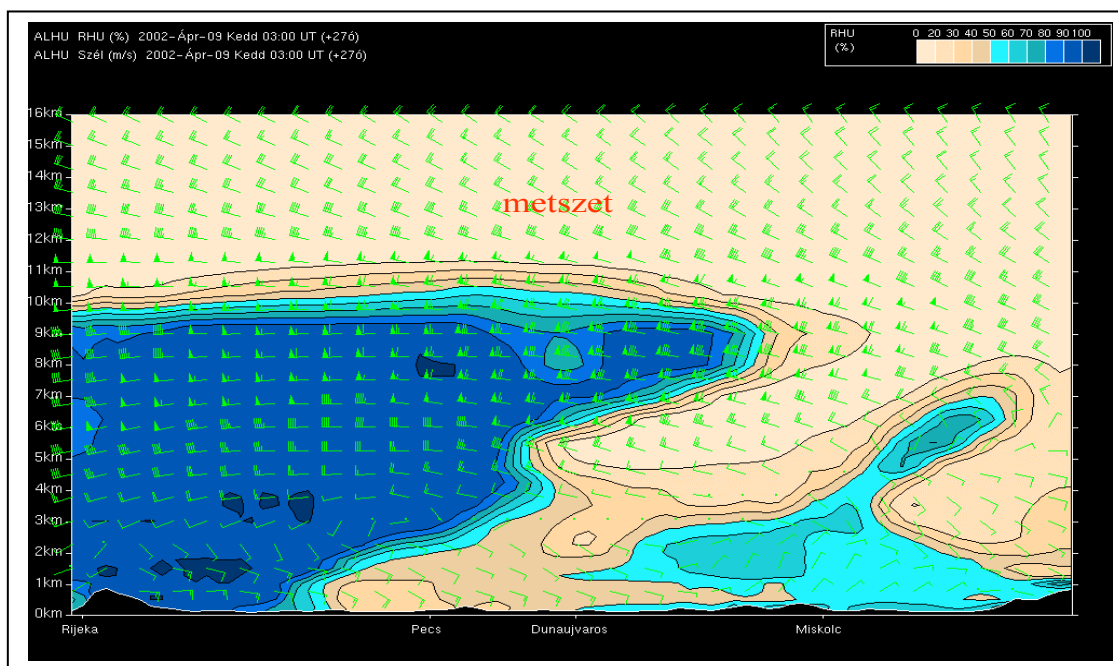 ALHU RHU (%) 2002-Ápr-09 Kedd 03:00 UT (+27ó)
ALHU Szél (m/s) 2002-Ápr-09 Kedd 03:00 UT (+27ó)
RHU
(%)
0 20 30 40 50 60 70 80 90 100
16km
15km
14km
13km
12km
11km
10km
9km
8km
7km
6km
5km
4km
3km
2km
1km
0km
metszet
Rijeka Pecs Dunaujvaros Miskolc